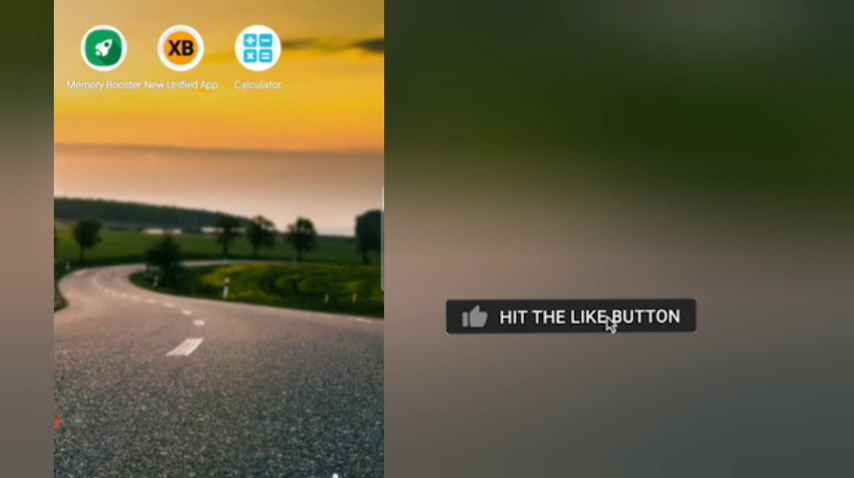 XB
Memory Booster New Unified App Calculator
HIT THE LIKE BUTTON